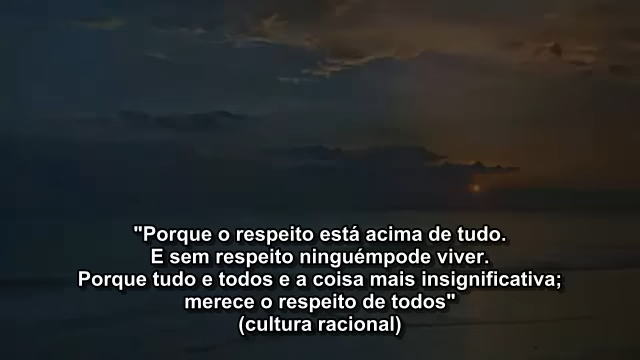 "Porque o respeito está acima de tudo.
E sem respeito ninguémpode viver.
Porque tudo e todos e a coisa mais insignificativa;
merece o respeito de todos"
(cultura racional)